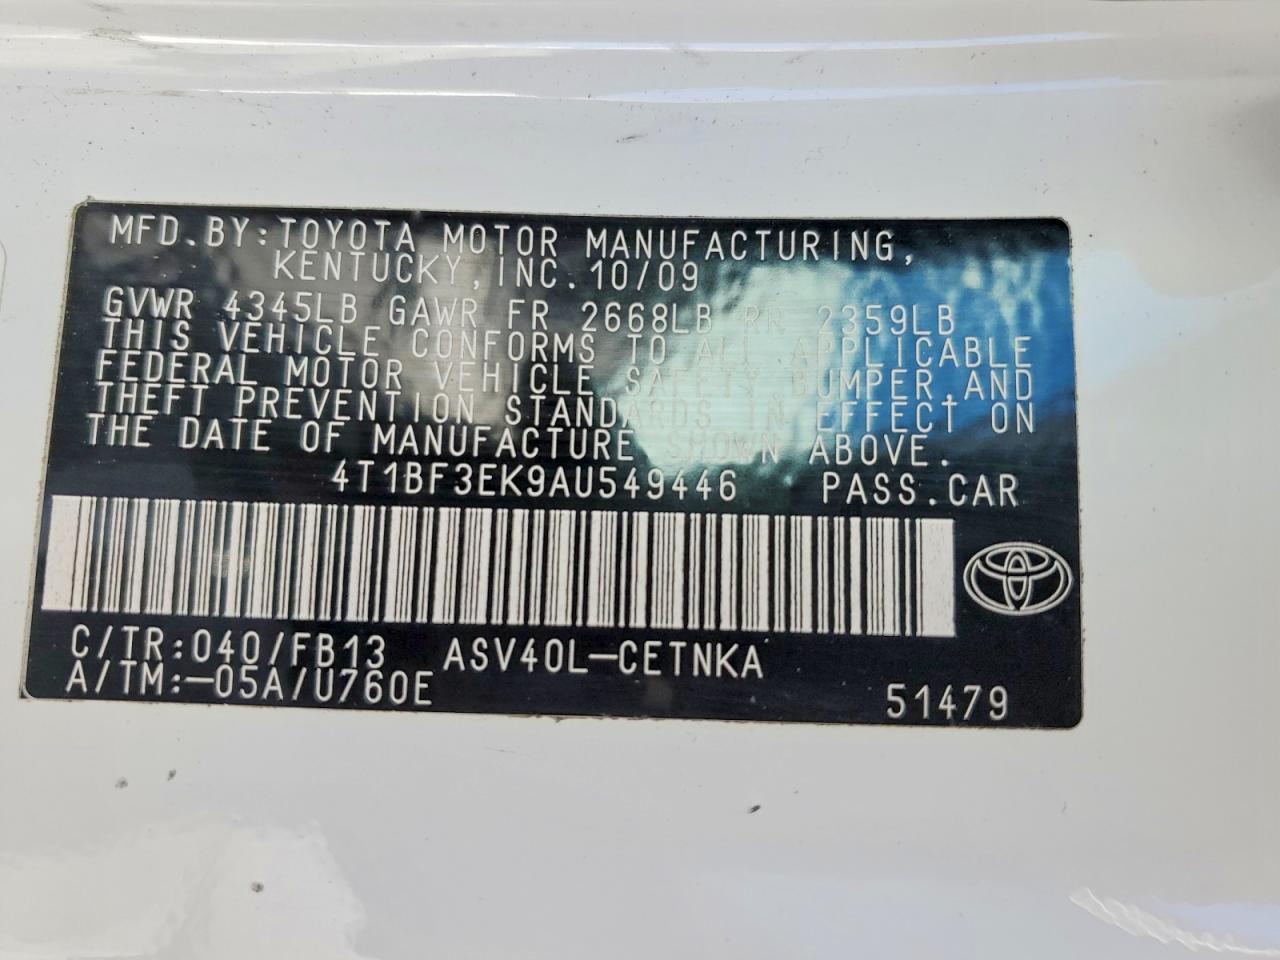 MFD.BY:TOYOTA MOTOR MANUFACTURING,
KENTUCKY,INC.10/09
GVWR 4345LB GAWR FR 2668LB RR 2359LB
THIS VEHICLE CONFORMS TO ALL APPLICABLE
FEDERAL MOTOR VEHICLE SAFETY BUMPER,AND
THEFT PREVENTION STANDARDS IN EFFECT ON
THE DATE OF MANUFACTURE SHOWN ABOVE.
4T1BF3EK9AU549446 PASS.CAR
C/TR:040/FB13 ASV40L-CETNKA
A/TM:-05A/U760E 51479